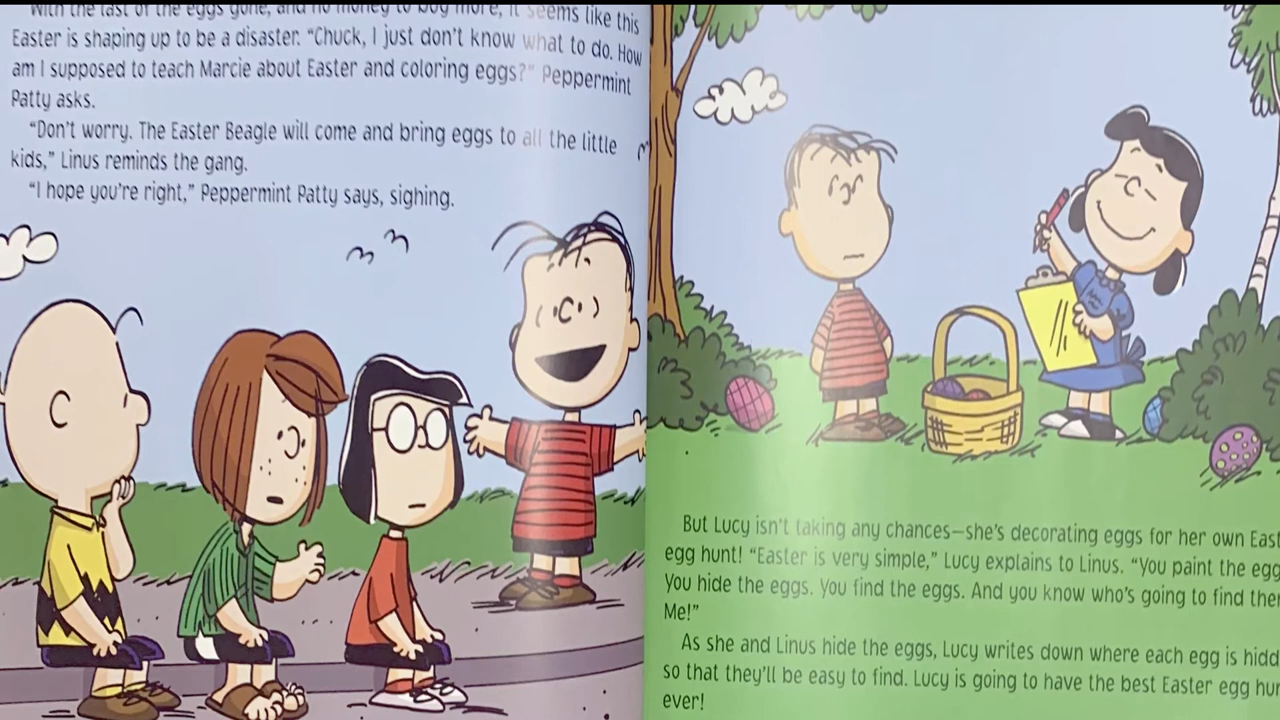 With the last of the eggs gone, and no money to buy more, it seems like this
Easter is shaping up to be a disaster. “Chuck, I just don’t know what to do. How
am I supposed to teach Marcie about Easter and coloring eggs?” Peppermint
Patty asks.
“Don’t worry. The Easter Beagle will come and bring eggs to all the little
kids,” Linus reminds the gang.
“I hope you’re right,” Peppermint Patty says, sighing.
But Lucy isn’t taking any chances—she’s decorating eggs for her own East
egg hunt! “Easter is very simple,” Lucy explains to Linus. “You paint the egg
You hide the eggs. You find the eggs. And you know who’s going to find the
Me!”
As she and Linus hide the eggs, Lucy writes down where each egg is hidd
so that they’ll be easy to find. Lucy is going to have the best Easter egg hu
ever!